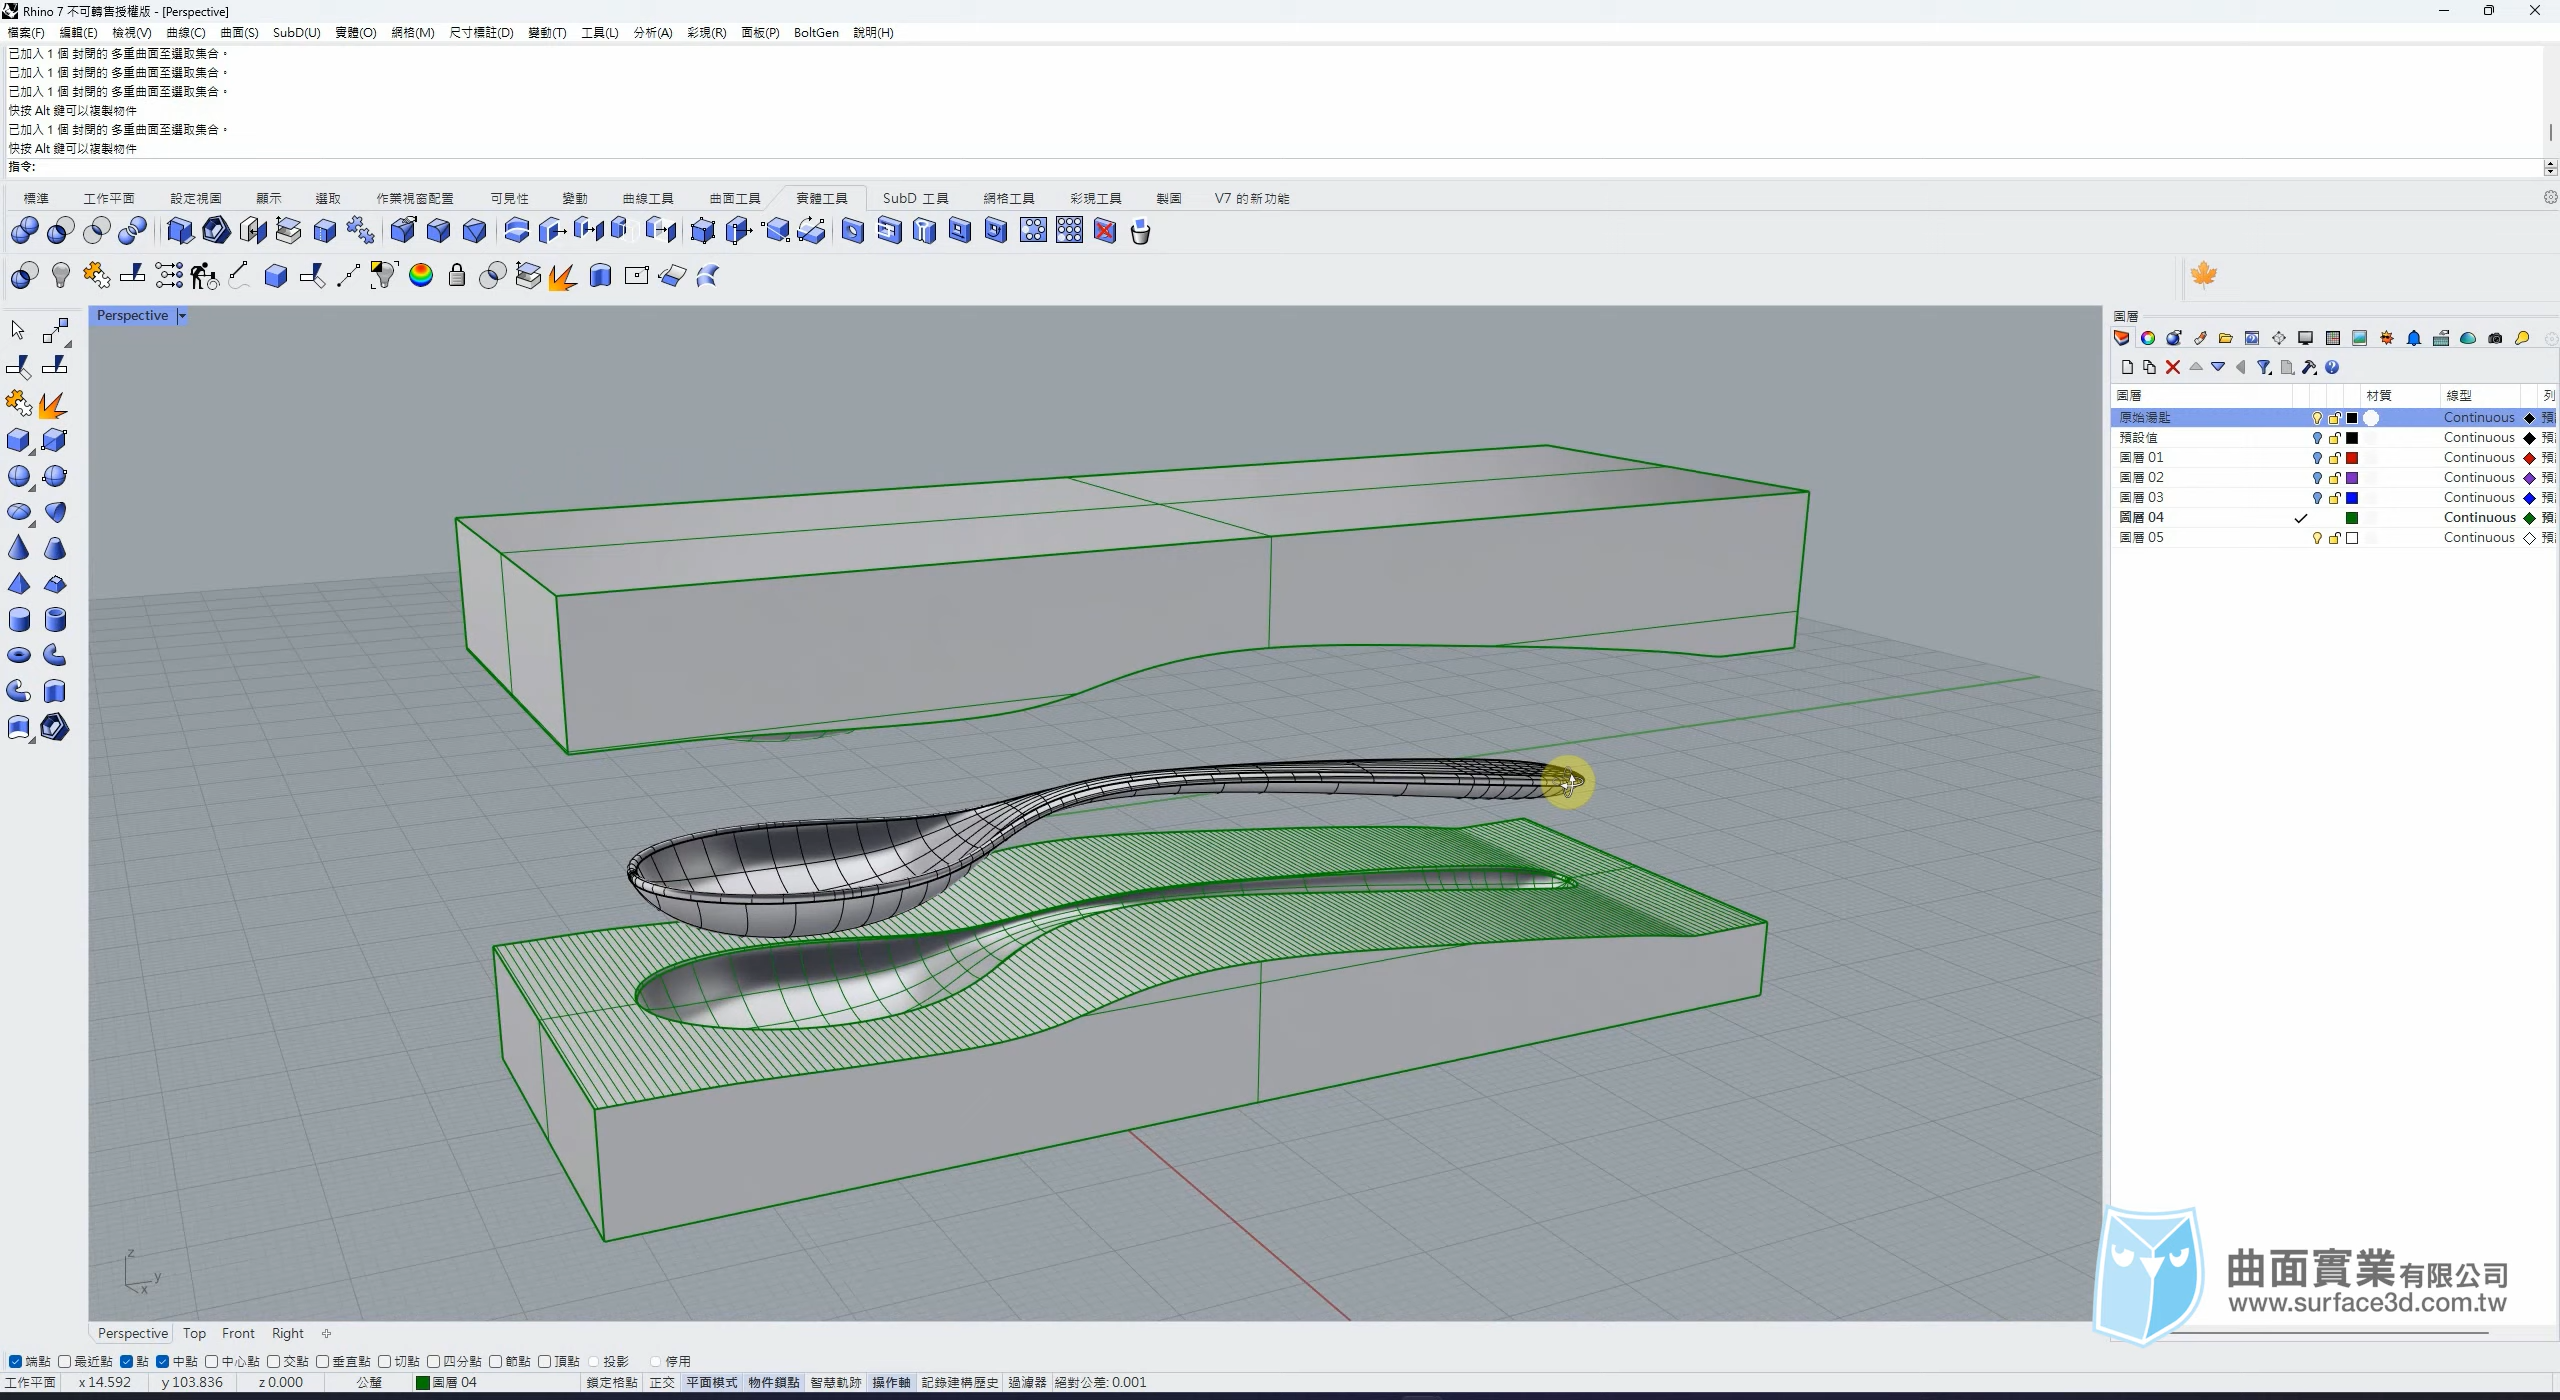 Rhino 7 不可轉售授權版 - [Perspective]
檔案(F) 編輯(E) 檢視(V) 曲線(C) 曲面(S) SubD(U) 實體(O) 網格(M) 尺寸標註(D) 變動(T) 工具(L) 分析(A) 彩現(R) 面板(P) BoltGen 說明(H)
已加入 1 個 封閉的 多重曲面至選取集合。
已加入 1 個 封閉的 多重曲面至選取集合。
已加入 1 個 封閉的 多重曲面至選取集合。
快按 Alt 鍵可以複製物件
已加入 1 個 封閉的 多重曲面至選取集合。
快按 Alt 鍵可以複製物件
指令:
標準 工作平面 設定視圖 顯示 選取 作業視窗配置 可見性 變動 曲線工具 曲面工具 實體工具 SubD 工具 網格工具 彩現工具 製圖 V7 的新功能
Perspective
圖層
圖層 材質 線型 列
原始湯匙 Continuous 預
預設值 Continuous 預
圖層 01 Continuous 預
圖層 02 Continuous 預
圖層 03 Continuous 預
圖層 04 Continuous 預
圖層 05 Continuous 預
z
y
x
曲面實業有限公司
www.surface3d.com.tw
Perspective Top Front Right
端點 最近點 點 中點 中心點 交點 垂直點 切點 四分點 節點 頂點 投影 停用
工作平面 x 14.592 y 103.836 z 0.000 公釐 圖層 04 鎖定格點 正交 平面模式 物件鎖點 智慧軌跡 操作軸 記錄建構歷史 過濾器 絕對公差: 0.001